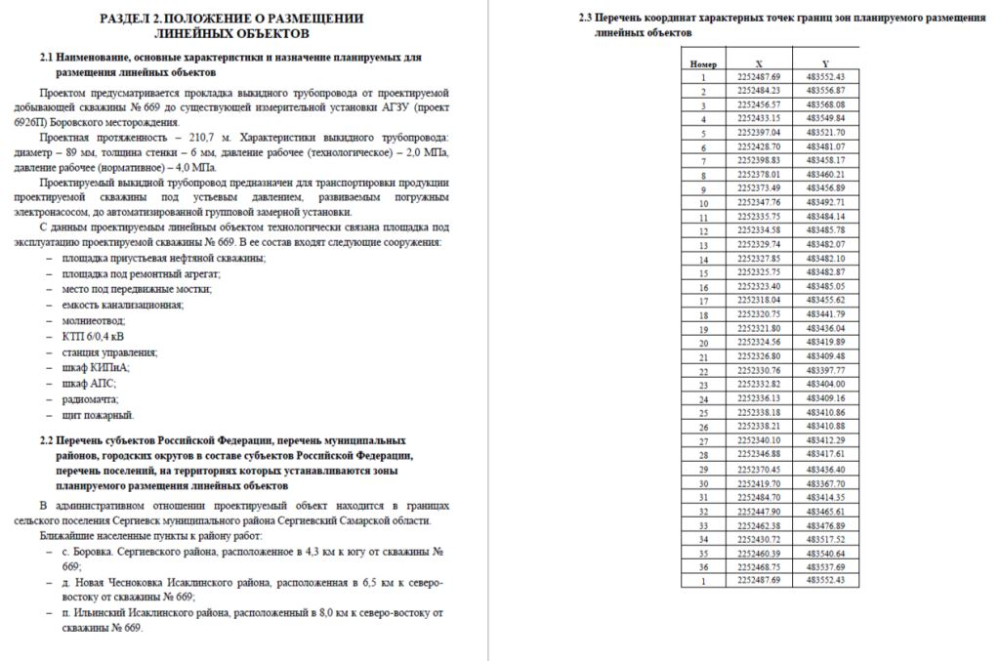 РАЗДЕЛ 2. ПОЛОЖЕНИЕ О РАЗМЕЩЕНИИ
ЛИНЕЙНЫХ ОБЪЕКТОВ
2.1 Наименование, основные характеристики и назначение планируемых для
размещения линейных объектов
Проектом предусматривается прокладка выкидного трубопровода от проектируемой
добывающей скважины № 669 до существующей измерительной установки АГЗУ (проект
6926П) Боровского месторождения.
Проектная протяженность – 210,7 м. Характеристики выкидного трубопровода:
диаметр – 89 мм, толщина стенки – 6 мм, давление рабочее (технологическое) – 2,0 МПа,
давление рабочее (нормативное) – 4,0 МПа.
Проектируемый выкидной трубопровод предназначен для транспортировки продукции
проектируемой скважины под устьевым давлением, развиваемым погружным
электронасосом, до автоматизированной групповой замерной установки.
С данным проектируемым линейным объектом технологически связана площадка под
эксплуатацию проектируемой скважины № 669. В ее состав входят следующие сооружения:
– площадка приустьевая нефтяной скважины;
– площадка под ремонтный агрегат;
– место под передвижные мостки;
– емкость канализационная;
– молниеотвод;
– КТП 6/0,4 кВ
– станция управления;
– шкаф КИПиА;
– шкаф АПС;
– радиомачта;
– щит пожарный.
2.2 Перечень субъектов Российской Федерации, перечень муниципальных
районов, городских округов в составе субъектов Российской Федерации,
перечень поселений, на территориях которых устанавливаются зоны
планируемого размещения линейных объектов
В административном отношении проектируемый объект находится в границах
сельского поселения Сергиевск муниципального района Сергиевский Самарской области.
Ближайшие населенные пункты к району работ:
– с. Боровка. Сергиевского района, расположенное в 4,3 км к югу от скважины №
669;
– д. Новая Чесноковка Исаклинского района, расположенная в 6,5 км к северо-
востоку от скважины № 669;
– п. Ильинский Исаклинского района, расположенный в 8,0 км к северо-востоку от
скважины № 669.
2.3 Перечень координат характерных точек границ зон планируемого размещения
линейных объектов
Номер X Y
1 2252487.69 483552.43
2 2252484.23 483556.87
3 2252456.57 483568.08
4 2252433.15 483549.84
5 2252397.04 483521.70
6 2252428.70 483481.07
7 2252398.83 483458.17
8 2252378.01 483460.21
9 2252373.49 483456.89
10 2252347.76 483492.71
11 2252335.75 483484.14
12 2252334.58 483485.78
13 2252329.74 483482.07
14 2252327.85 483482.10
15 2252325.75 483482.87
16 2252323.40 483485.05
17 2252318.04 483455.62
18 2252320.75 483441.79
19 2252321.80 483436.04
20 2252324.56 483419.89
21 2252326.80 483409.48
22 2252330.76 483397.77
23 2252332.82 483404.00
24 2252336.13 483409.16
25 2252338.18 483410.86
26 2252338.21 483410.88
27 2252340.10 483412.29
28 2252346.88 483417.61
29 2252370.45 483436.40
30 2252419.70 483367.70
31 2252484.70 483414.35
32 2252447.90 483465.61
33 2252462.38 483476.89
34 2252430.72 483517.52
35 2252460.39 483540.64
36 2252468.75 483537.69
1 2252487.69 483552.43